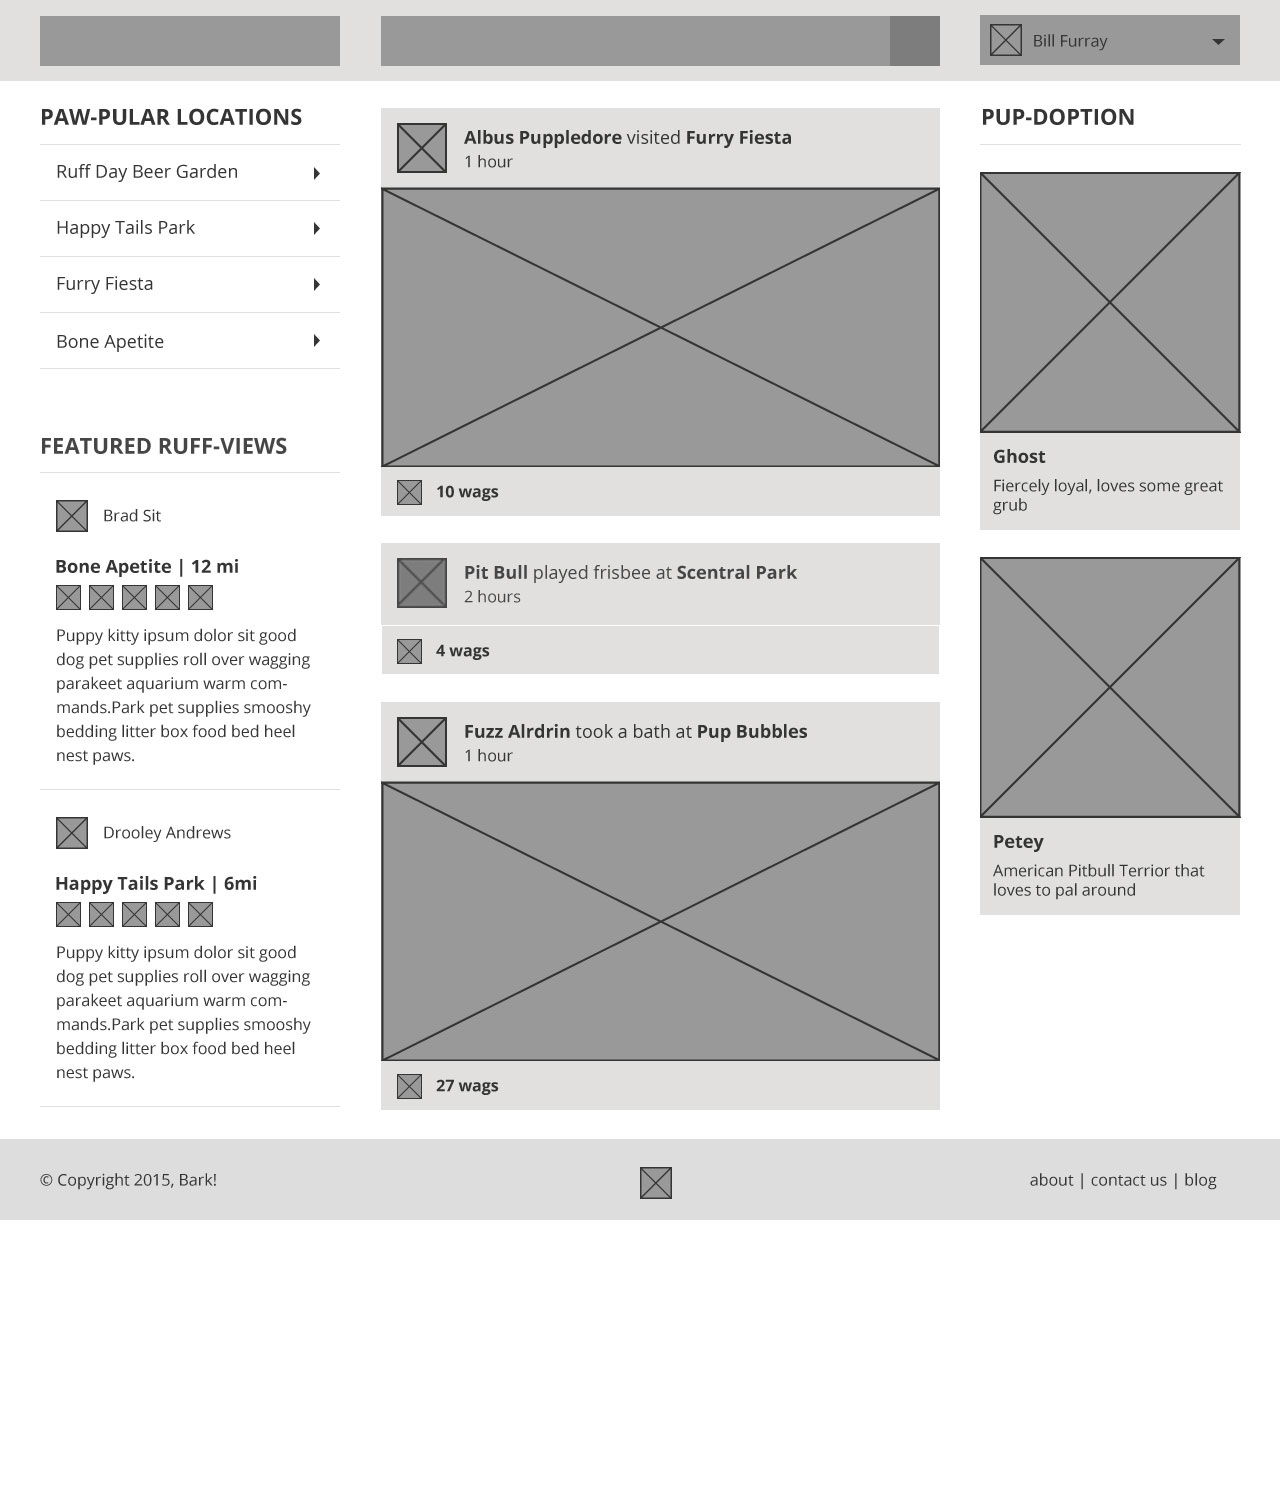 Bill Furray
PAW-PULAR LOCATIONS
Ruff Day Beer Garden
Happy Tails Park
Furry Fiesta
Bone Apetite
FEATURED RUFF-VIEWS
Brad Sit
Bone Apetite | 12 mi
Puppy kitty ipsum dolor sit good
dog pet supplies roll over wagging
parakeet aquarium warm com-
mands.Park pet supplies smooshy
bedding litter box food bed heel
nest paws.
Drooley Andrews
Happy Tails Park | 6mi
Puppy kitty ipsum dolor sit good
dog pet supplies roll over wagging
parakeet aquarium warm com-
mands.Park pet supplies smooshy
bedding litter box food bed heel
nest paws.
Albus Puppledore visited Furry Fiesta
1 hour
10 wags
Pit Bull played frisbee at Scentral Park
2 hours
4 wags
Fuzz Alrdrin took a bath at Pup Bubbles
1 hour
27 wags
PUP-DOPTION
Ghost
Fiercely loyal, loves some great
grub
Petey
American Pitbull Terrior that
loves to pal around
© Copyright 2015, Bark!
about | contact us | blog